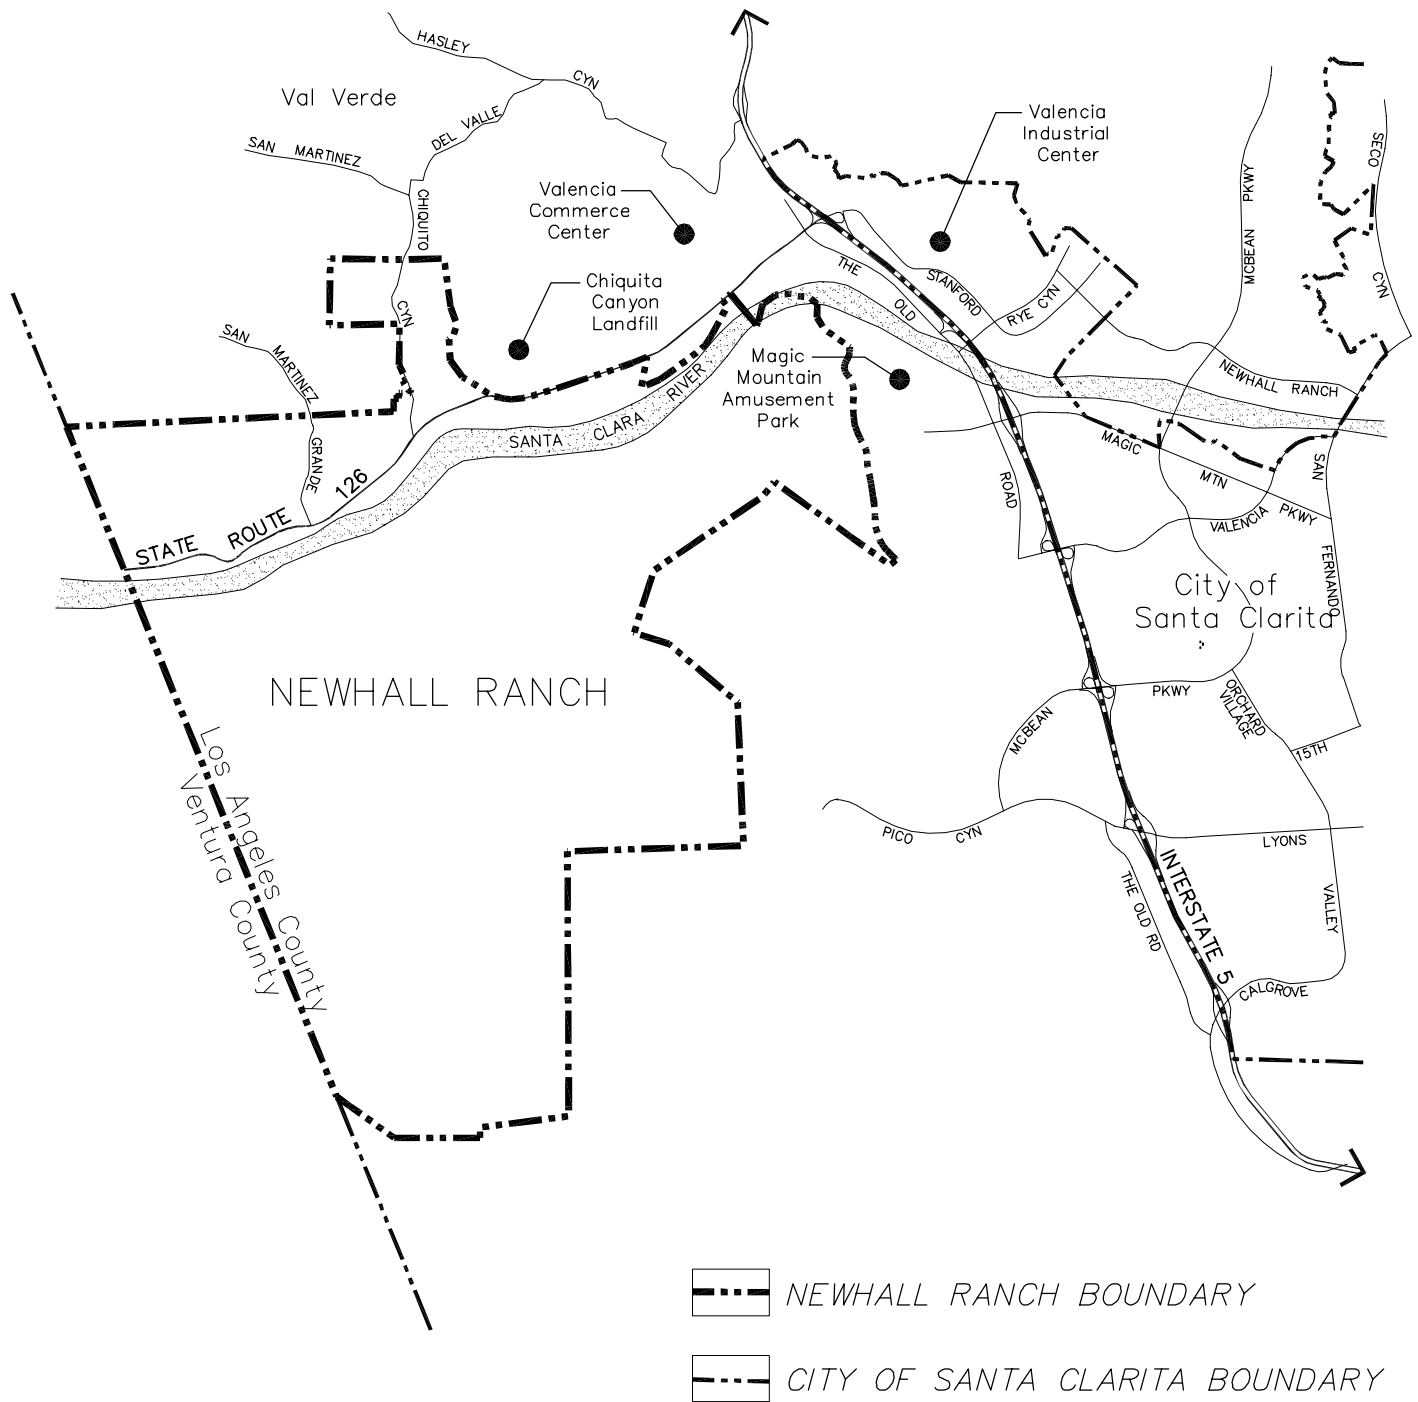 HASLEY
CYN
Val Verde
DEL VALLE
SAN MARTINEZ
CHIQUITO
CYN
Valencia
Industrial
Center
Valencia
Commerce
Center
Chiquita
Canyon
Landfill
SECO
CYN
MCBEAN PKWY
THE OLD
ROAD
STANFORD
RYE CYN
SAN MARTINEZ
GRANDE
Magic
Mountain
Amusement
Park
NEWHALL RANCH
SANTA CLARA RIVER
MAGIC MTN PKWY
SAN FERNANDO
VALENCIA
STATE ROUTE 126
City of
Santa Clarita
NEWHALL RANCH
MCBEAN
PKWY
ORCHARD
VILLAGE
15TH
Los Angeles County
Ventura County
PICO CYN
LYONS
THE OLD RD
INTERSTATE 5
VALLEY
CALGROVE
NEWHALL RANCH BOUNDARY
CITY OF SANTA CLARITA BOUNDARY